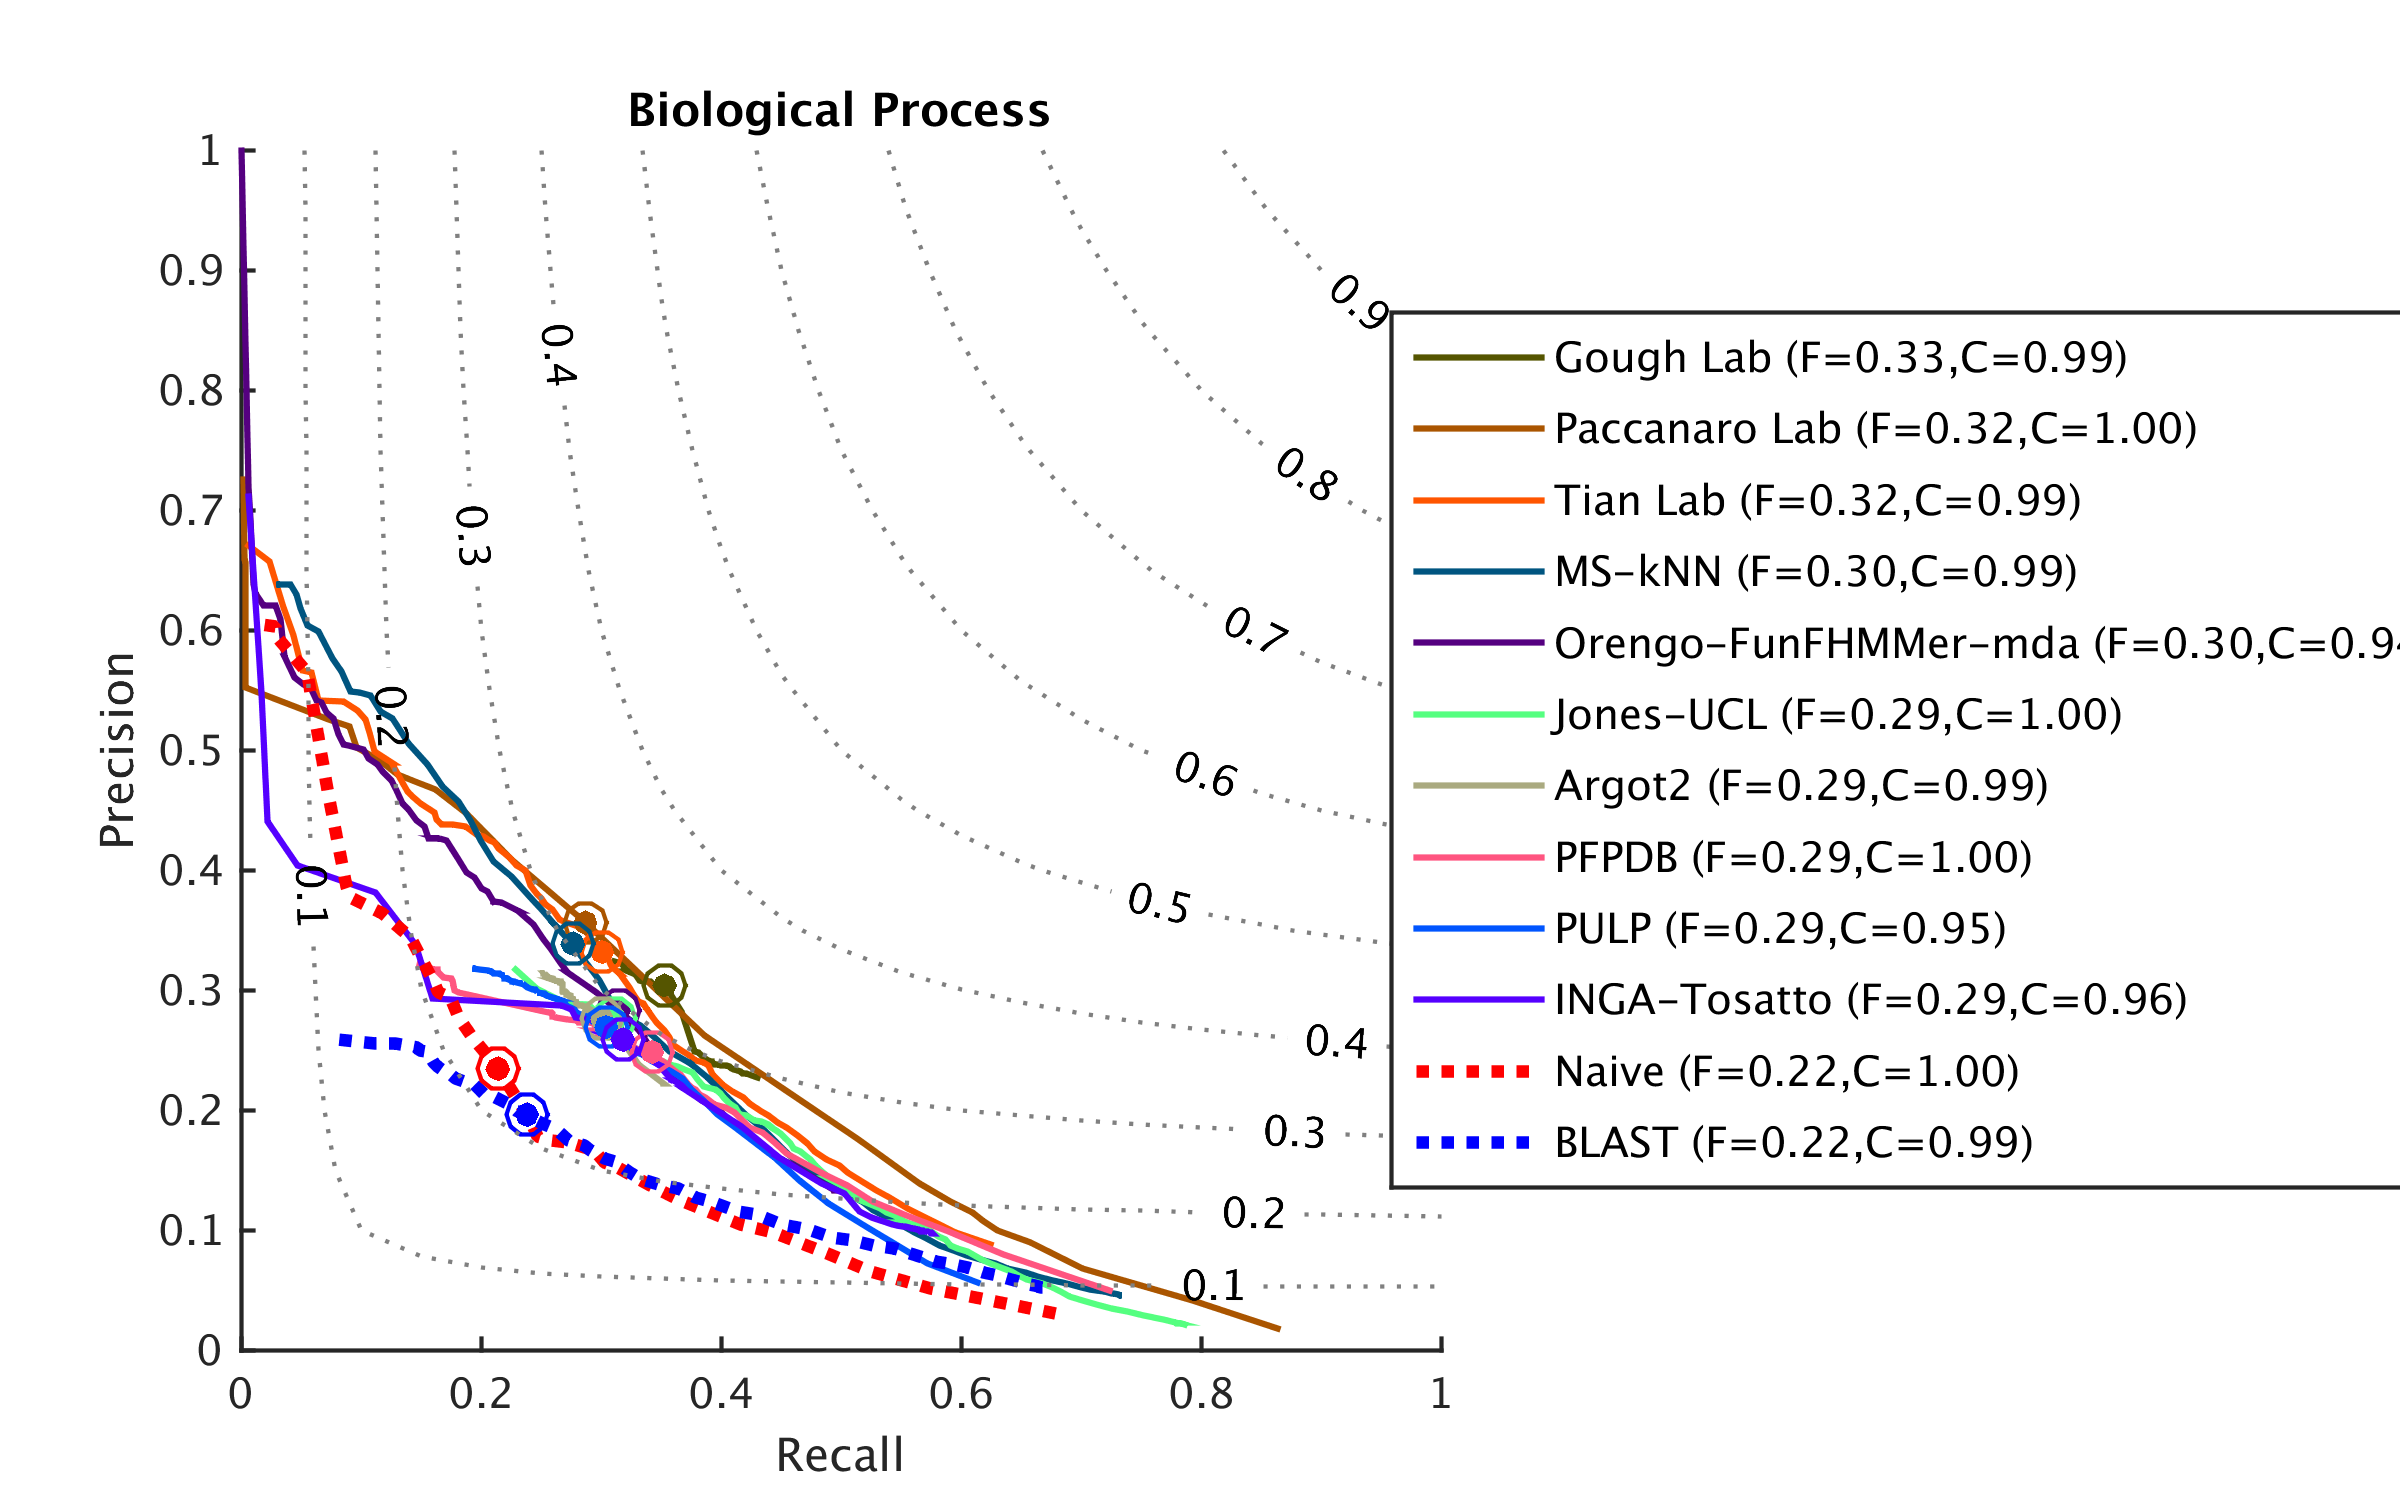 Biological Process
1
0.9
0.8
0.7
0.6
0.5
0.4
0.3
0.2
0.1
0
Precision
0 0.2 0.4 0.6 0.8 1
Recall
0.1
0.2
0.3
0.4
0.9
0.8
0.7
0.6
0.5
0.4
0.3
0.2
0.1
Gough Lab (F=0.33,C=0.99)
Paccanaro Lab (F=0.32,C=1.00)
Tian Lab (F=0.32,C=0.99)
MS-kNN (F=0.30,C=0.99)
Orengo-FunFHMMer-mda (F=0.30,C=0.94
Jones-UCL (F=0.29,C=1.00)
Argot2 (F=0.29,C=0.99)
PFPDB (F=0.29,C=1.00)
PULP (F=0.29,C=0.95)
INGA-Tosatto (F=0.29,C=0.96)
Naive (F=0.22,C=1.00)
BLAST (F=0.22,C=0.99)